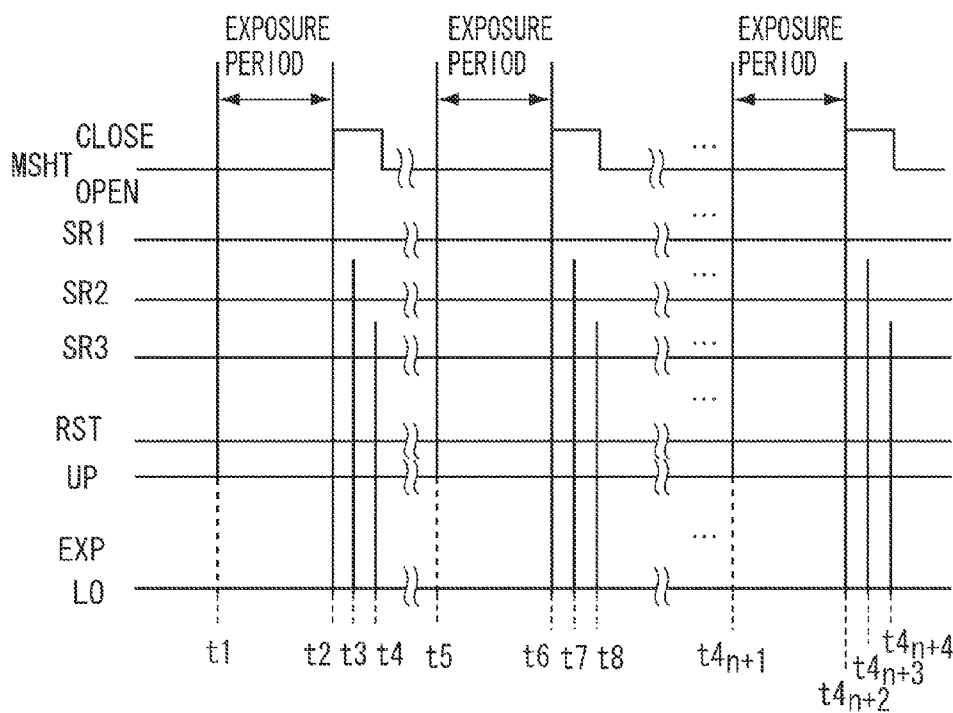 EXPOSURE PERIOD
EXPOSURE PERIOD
EXPOSURE PERIOD
MSHT CLOSE
OPEN
...
SR1
...
SR2
...
SR3
...
RST
...
UP
EXP
...
LO
t1 t2 t3 t4 t5 t6 t7 t8 t4n+1 t4n+2 t4n+3 t4n+4